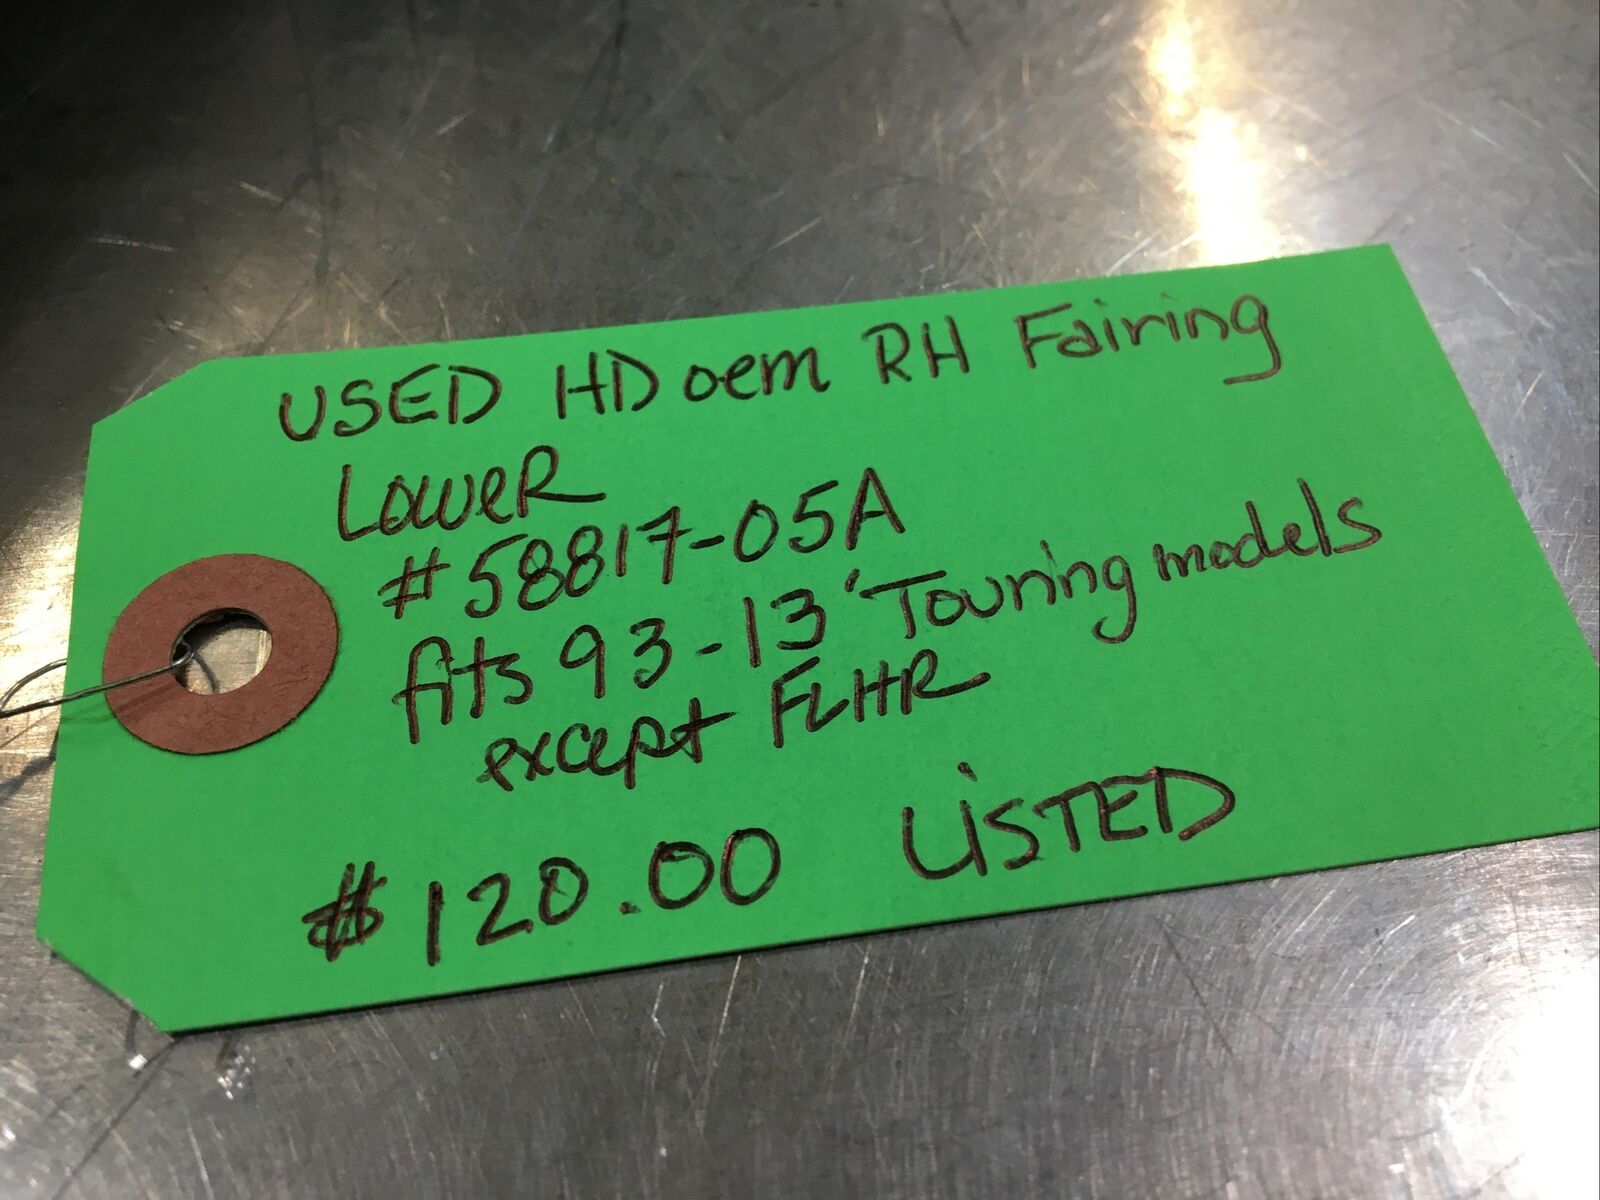 USED HD oem RH Fairing
LoweR
#58817-05A
fits 93-13' Touring models
except FLHR
$120.00 LiSTED